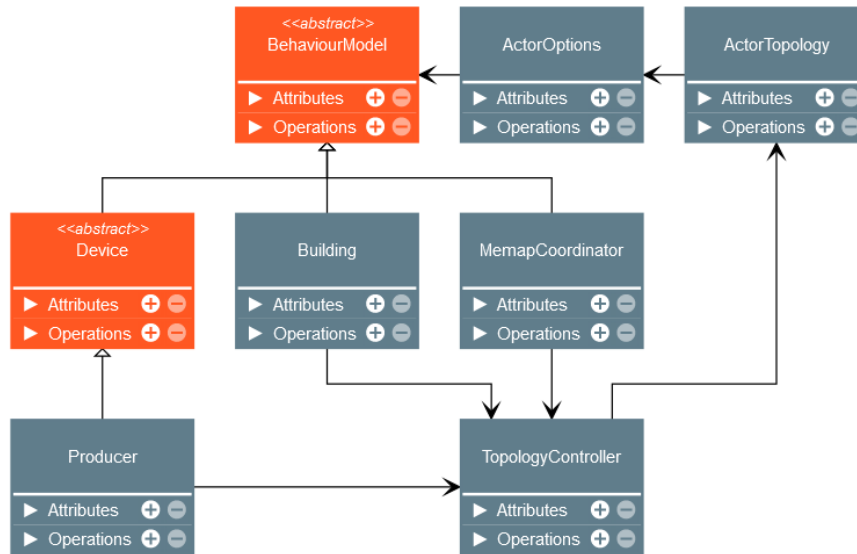 <<abstract>>
BehaviourModel
Attributes
Operations
ActorOptions
Attributes
Operations
ActorTopology
Attributes
Operations
<<abstract>>
Device
Attributes
Operations
Building
Attributes
Operations
MemapCoordinator
Attributes
Operations
Producer
Attributes
Operations
TopologyController
Attributes
Operations